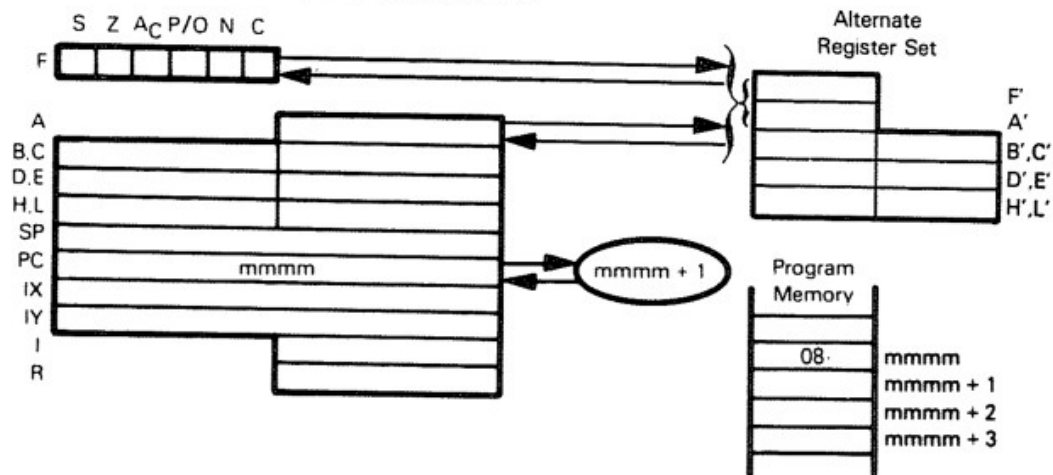 S Z AC P/O N C
F
A
B,C
D,E
H,L
SP
PC
IX
IY
I
R
mmmm
mmmm + 1
Alternate
Register Set
F'
A'
B',C'
D',E'
H',L'
Program
Memory
08
mmmm
mmmm + 1
mmmm + 2
mmmm + 3